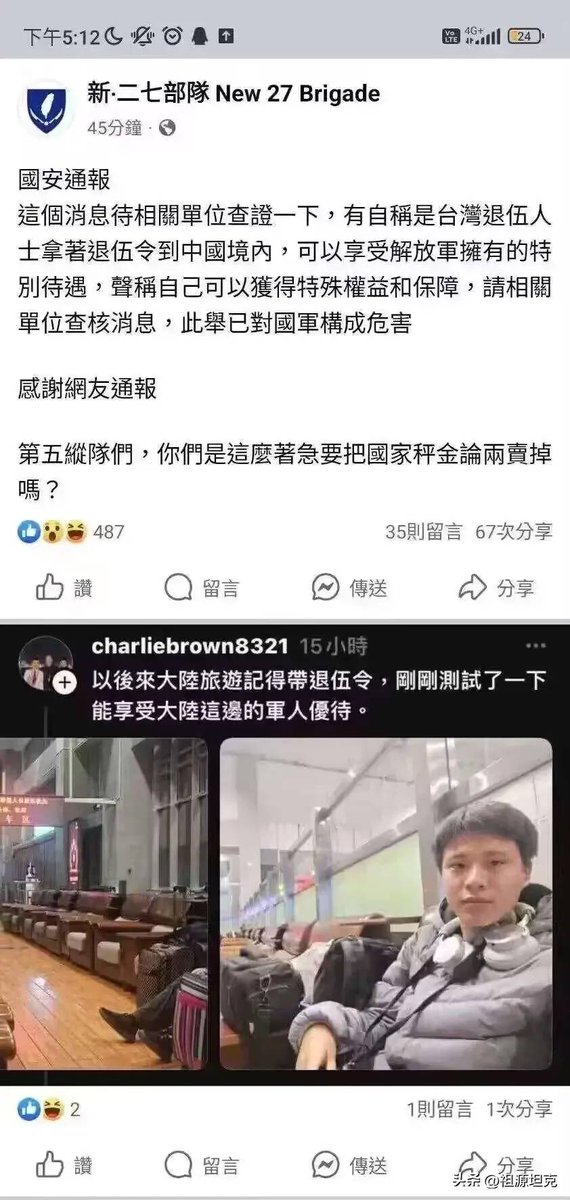 下午5:12
Vo
LTE
4G+
24
新·二七部隊 New 27 Brigade
45分鐘 ·
國安通報
這個消息待相關單位查證一下，有自稱是台灣退伍人
士拿著退伍令到中國境內，可以享受解放軍擁有的特
別待遇，聲稱自己可以獲得特殊權益和保障，請相關
單位查核消息，此舉已對國軍構成危害
感謝網友通報
第五縱隊們，你們是這麼著急要把國家秤金論兩賣掉
嗎？
487
35則留言 67次分享
讚 留言 傳送 分享
charliebrown8321 15小時
以後來大陸旅遊記得帶退伍令，剛剛測試了一下
能享受大陸這邊的軍人優待。
2
1則留言 1次分享
讚 留言 傳送 分享
头条 @祖源坦克